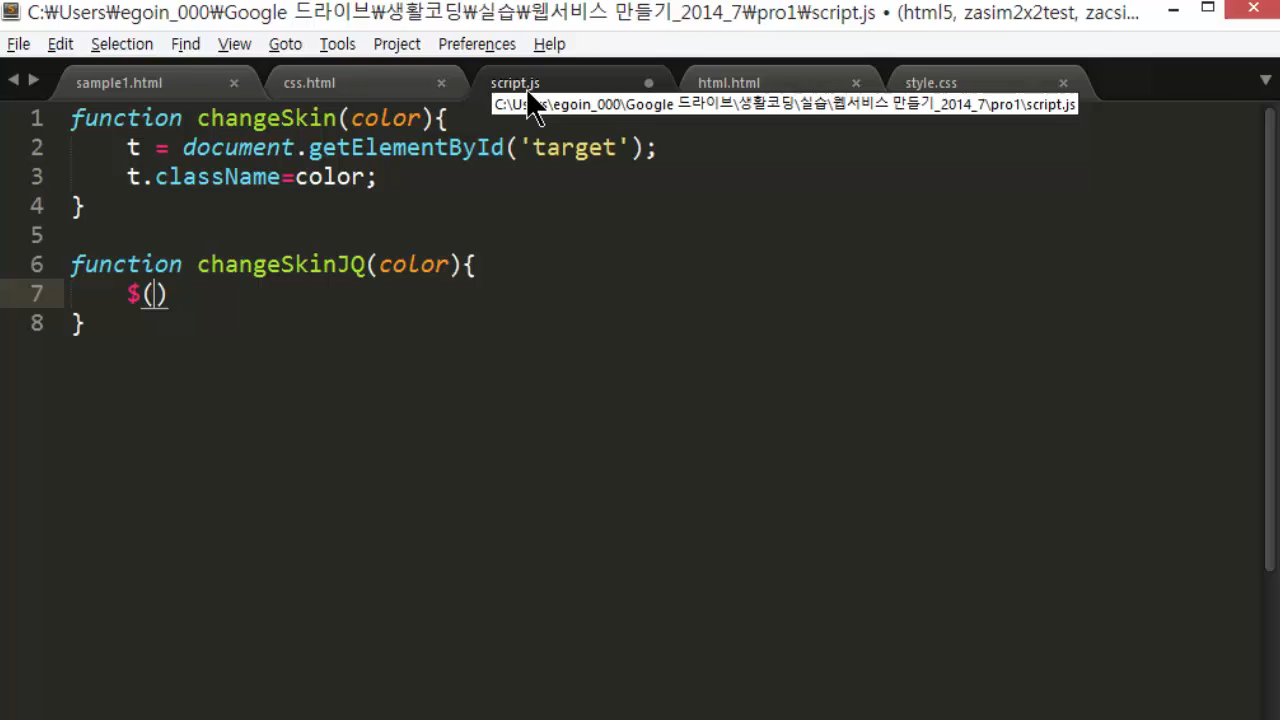 C:₩Users₩egoin_000₩Google 드라이브₩생활코딩₩실습₩웹서비스 만들기_2014_7₩pro1₩script.js • (html5, zasim2x2test, zacsi...
File Edit Selection Find View Goto Tools Project Preferences Help
sample1.html × css.html × script.js html.html × style.css ×
C:\Users\egoin_000\Google 드라이브\생활코딩\실습\웹서비스 만들기_2014_7\pro1\script.js
1 function changeSkin(color){
2 t = document.getElementById('target');
3 t.className=color;
4 }
5
6 function changeSkinJQ(color){
7 $()
8 }